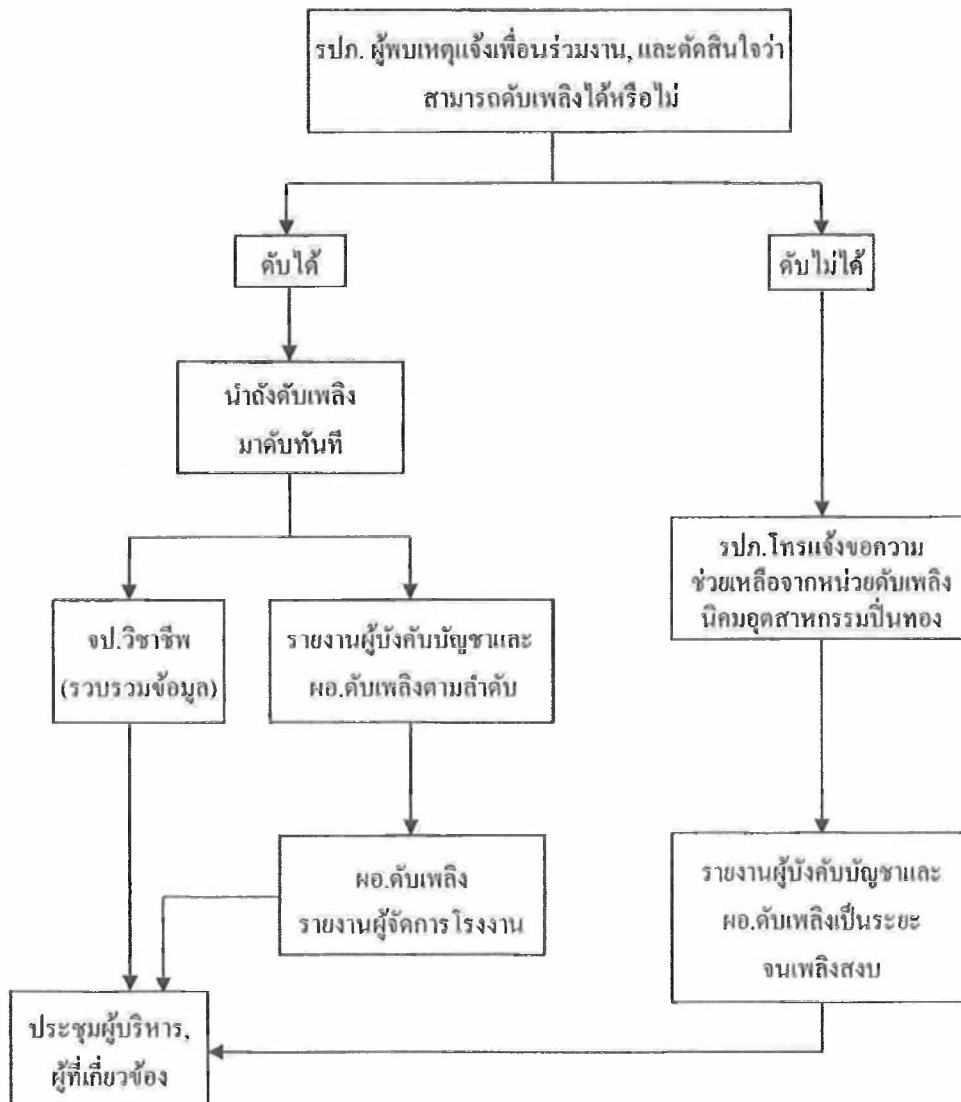 รปภ. ผู้พบเหตุแจ้งเพื่อนร่วมงาน, และตัดสินใจว่า
สามารถดับเพลิงได้หรือไม่
ดับได้
ดับไม่ได้
นำถังดับเพลิง
มาดับทันที
รปภ.โทรแจ้งขอความ
ช่วยเหลือจากหน่วยดับเพลิง
นิคมอุตสาหกรรมปิ่นทอง
จป.วิชาชีพ
(รวบรวมข้อมูล)
รายงานผู้บังคับบัญชาและ
ผอ.ดับเพลิงตามลำดับ
ผอ.ดับเพลิง
รายงานผู้จัดการโรงงาน
รายงานผู้บังคับบัญชาและ
ผอ.ดับเพลิงเป็นระยะ
จนเพลิงสงบ
ประชุมผู้บริหาร,
ผู้ที่เกี่ยวข้อง